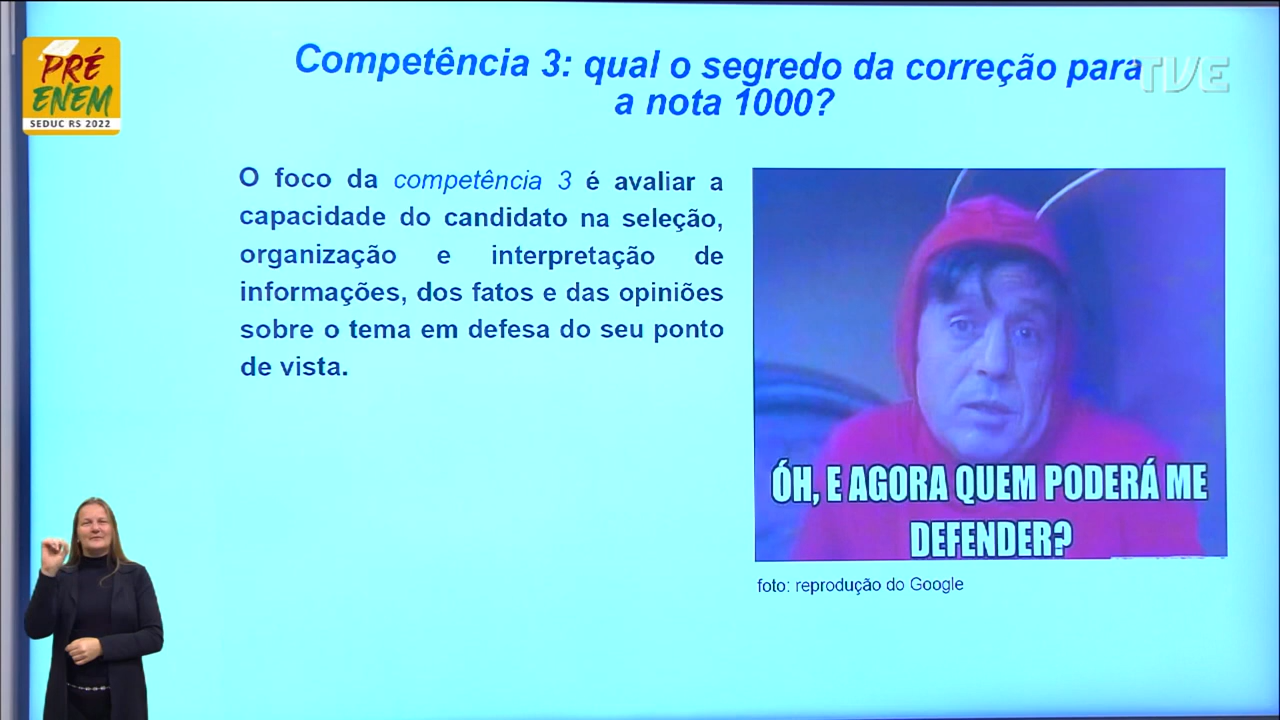 PRÉ
ENEM
SEDUC RS 2022
Competência 3: qual o segredo da correção para
a nota 1000?
TVE
O foco da competência 3 é avaliar a
capacidade do candidato na seleção,
organização e interpretação de
informações, dos fatos e das opiniões
sobre o tema em defesa do seu ponto
de vista.
ÓH, E AGORA QUEM PODERÁ ME
DEFENDER?
foto: reprodução do Google